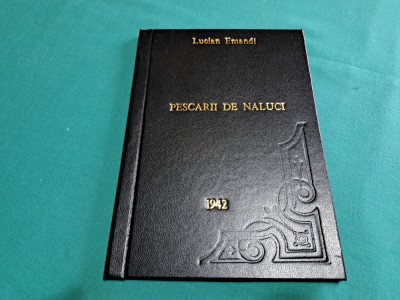 Lucian Emandi
PESCARII DE NALUCI
1942